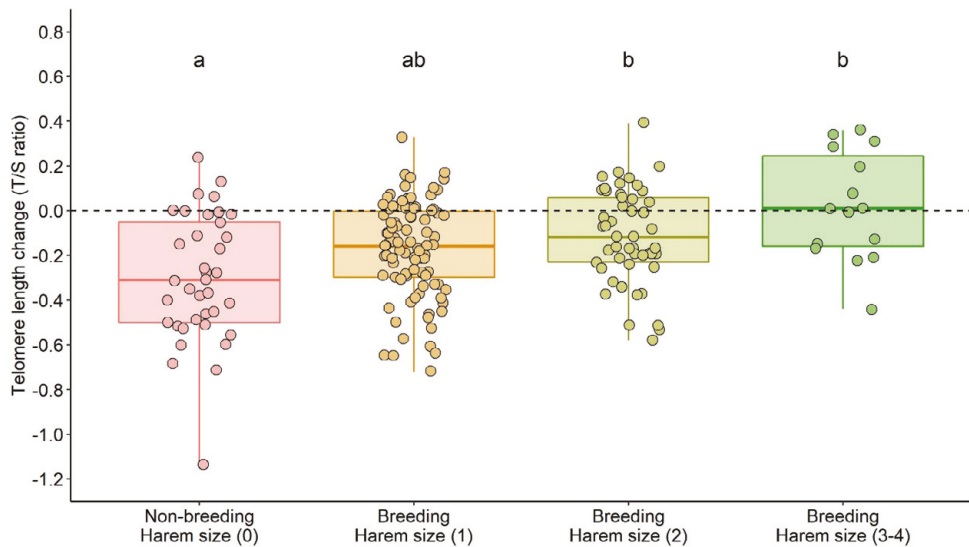 Telomere length change (T/S ratio)
0.8
0.6
0.4
0.2
0.0
-0.2
-0.4
-0.6
-0.8
-1.0
-1.2
a
ab
b
b
Non-breeding
Harem size (0)
Breeding
Harem size (1)
Breeding
Harem size (2)
Breeding
Harem size (3-4)